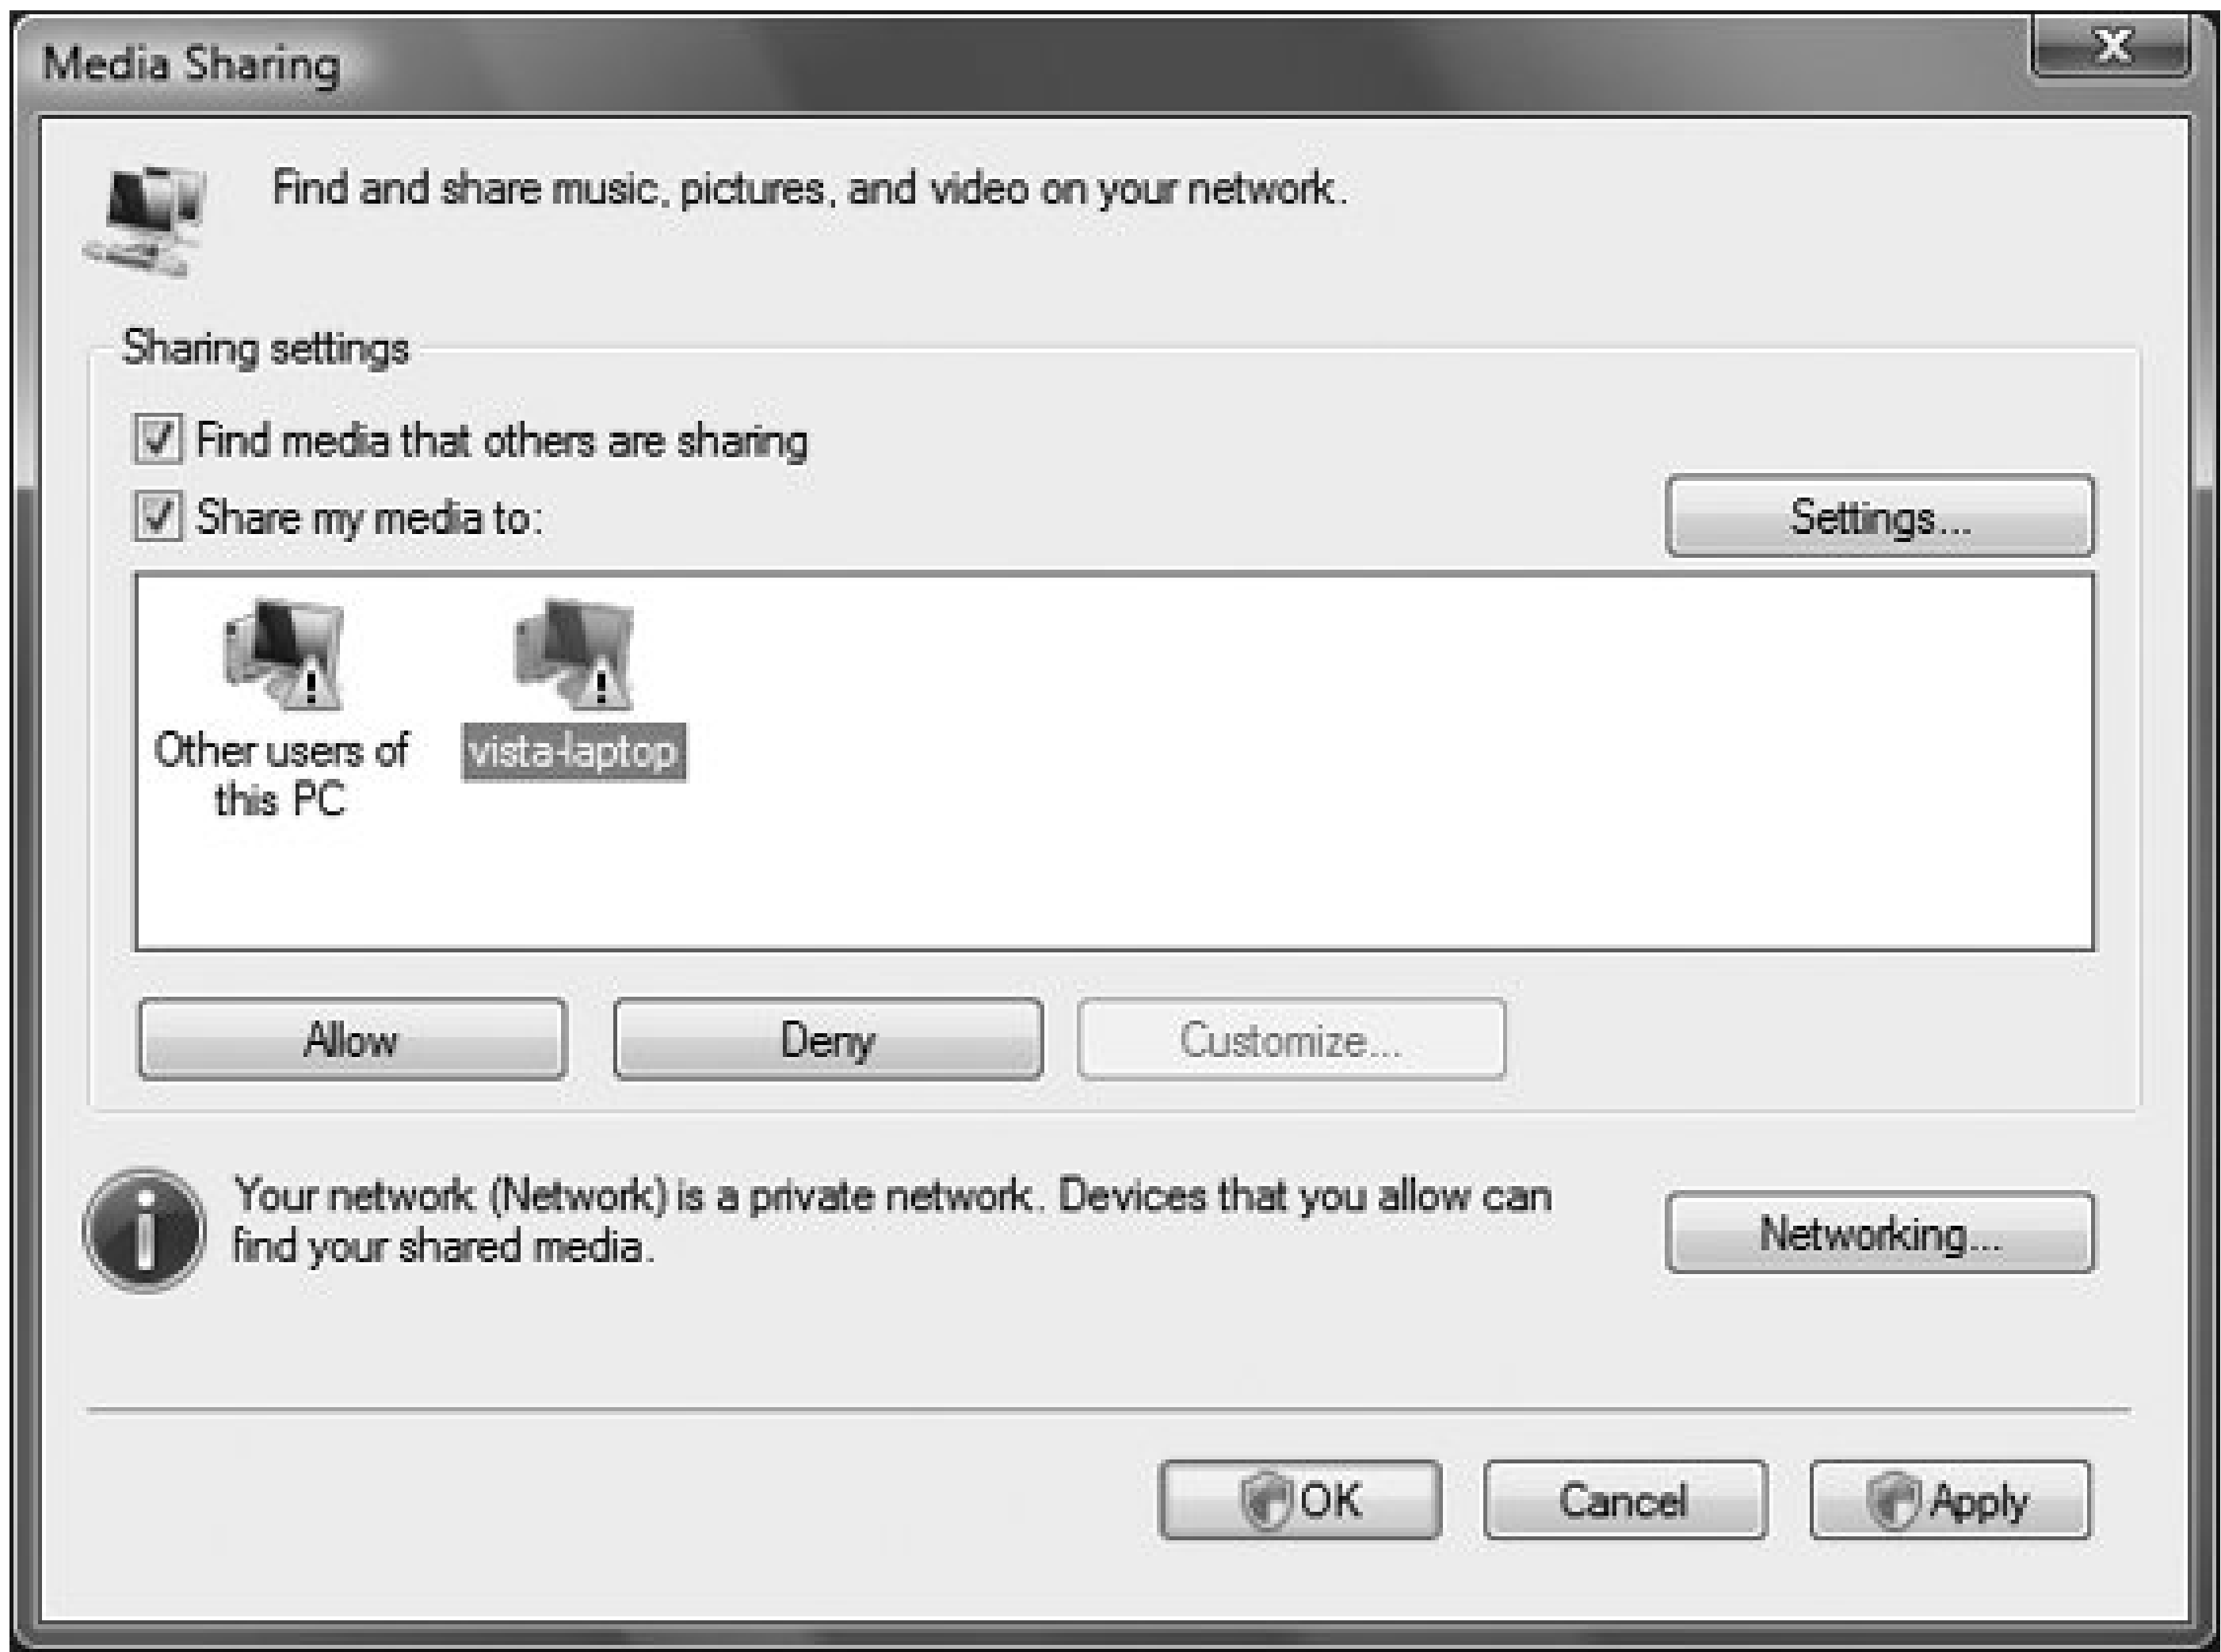 Media Sharing
Find and share music, pictures, and video on your network.
Sharing settings
Find media that others are sharing
Share my media to:
Settings...
Other users of
this PC
vista-laptop
Allow
Deny
Customize...
Your network (Network) is a private network. Devices that you allow can
find your shared media.
Networking...
OK
Cancel
Apply